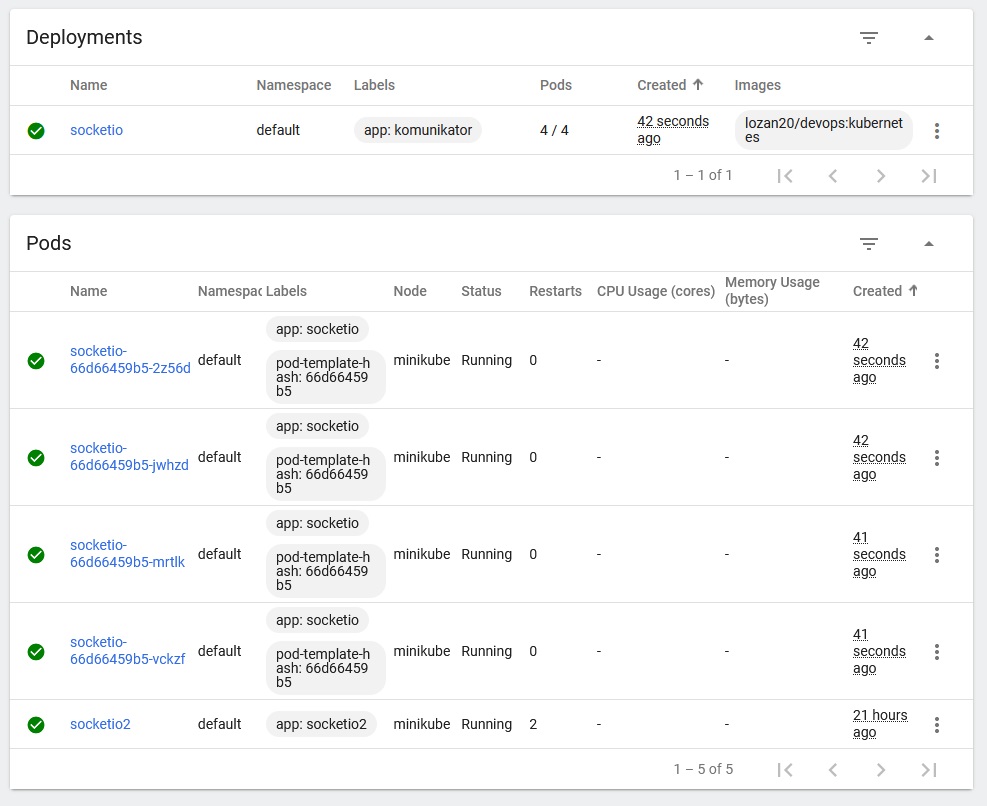 Deployments
Name Namespace Labels Pods Created Images
socketio default app: komunikator 4 / 4 42 seconds ago lozan20/devops:kubernetes
1 – 1 of 1
Pods
Name Namespac Labels Node Status Restarts CPU Usage (cores) Memory Usage (bytes) Created
socketio-66d66459b5-2z56d default app: socketio pod-template-hash: 66d66459b5 minikube Running 0 - - 42 seconds ago
socketio-66d66459b5-jwhzd default app: socketio pod-template-hash: 66d66459b5 minikube Running 0 - - 42 seconds ago
socketio-66d66459b5-mrtlk default app: socketio pod-template-hash: 66d66459b5 minikube Running 0 - - 41 seconds ago
socketio-66d66459b5-vckzf default app: socketio pod-template-hash: 66d66459b5 minikube Running 0 - - 41 seconds ago
socketio2 default app: socketio2 minikube Running 2 - - 21 hours ago
1 – 5 of 5